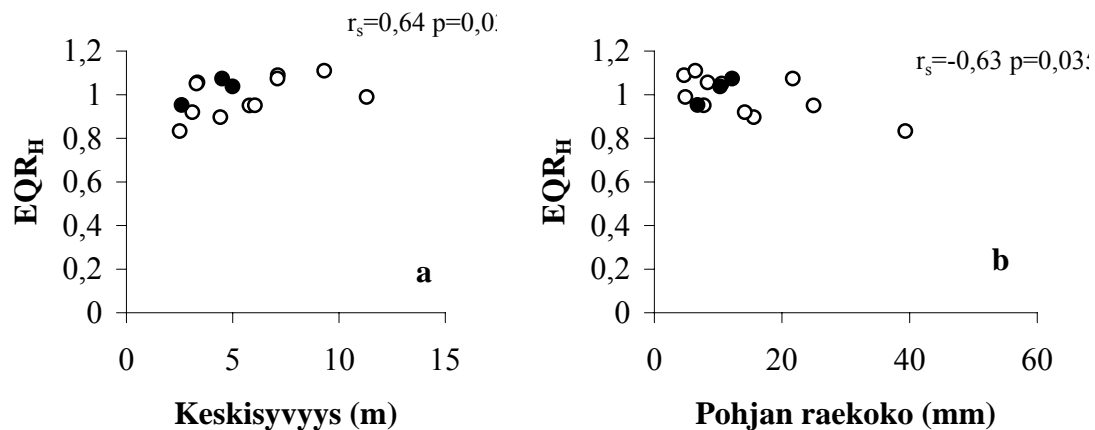 r_s=0,64 p=0,0
1,2
1
0,8
0,6
0,4
0,2
0
EQR_H
a
0 5 10 15
Keskisyvyys (m)
r_s=-0,63 p=0,035
1,2
1
0,8
0,6
0,4
0,2
0
EQR_H
b
0 20 40 60
Pohjan raekoko (mm)